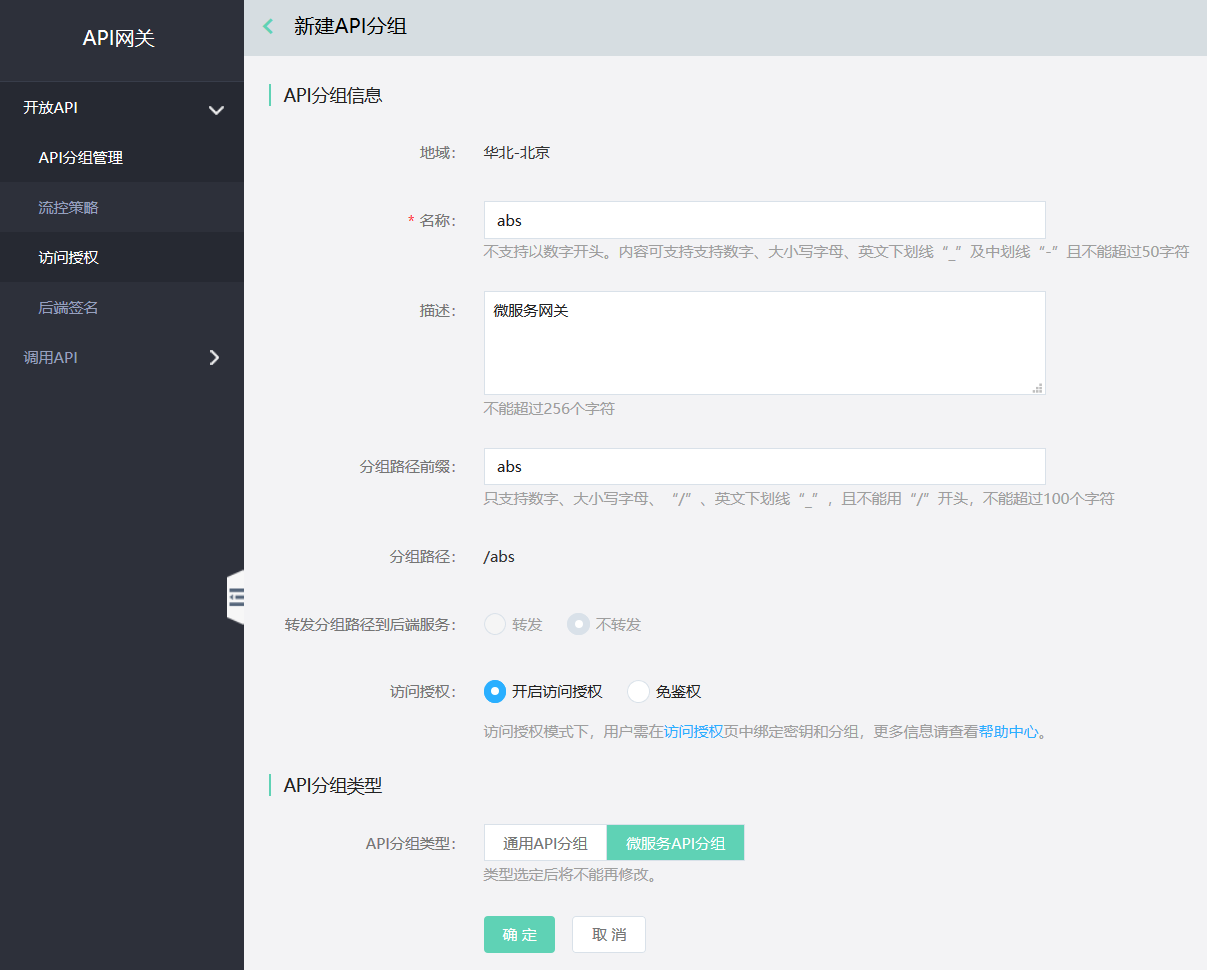 API网关
开放API
API分组管理
流控策略
访问授权
后端签名
调用API
新建API分组
API分组信息
地域： 华北-北京
* 名称： abs
不支持以数字开头。内容可支持支持数字、大小写字母、英文下划线“_”及中划线“-”且不能超过50字符
描述： 微服务网关
不能超过256个字符
分组路径前缀： abs
只支持数字、大小写字母、“/”、英文下划线“_”，且不能用“/”开头，不能超过100个字符
分组路径： /abs
转发分组路径到后端服务： 转发 不转发
访问授权： 开启访问授权 免鉴权
访问授权模式下，用户需在访问授权页中绑定密钥和分组，更多信息请查看帮助中心。
API分组类型
API分组类型： 通用API分组 微服务API分组
类型选定后将不能再修改。
确 定 取 消